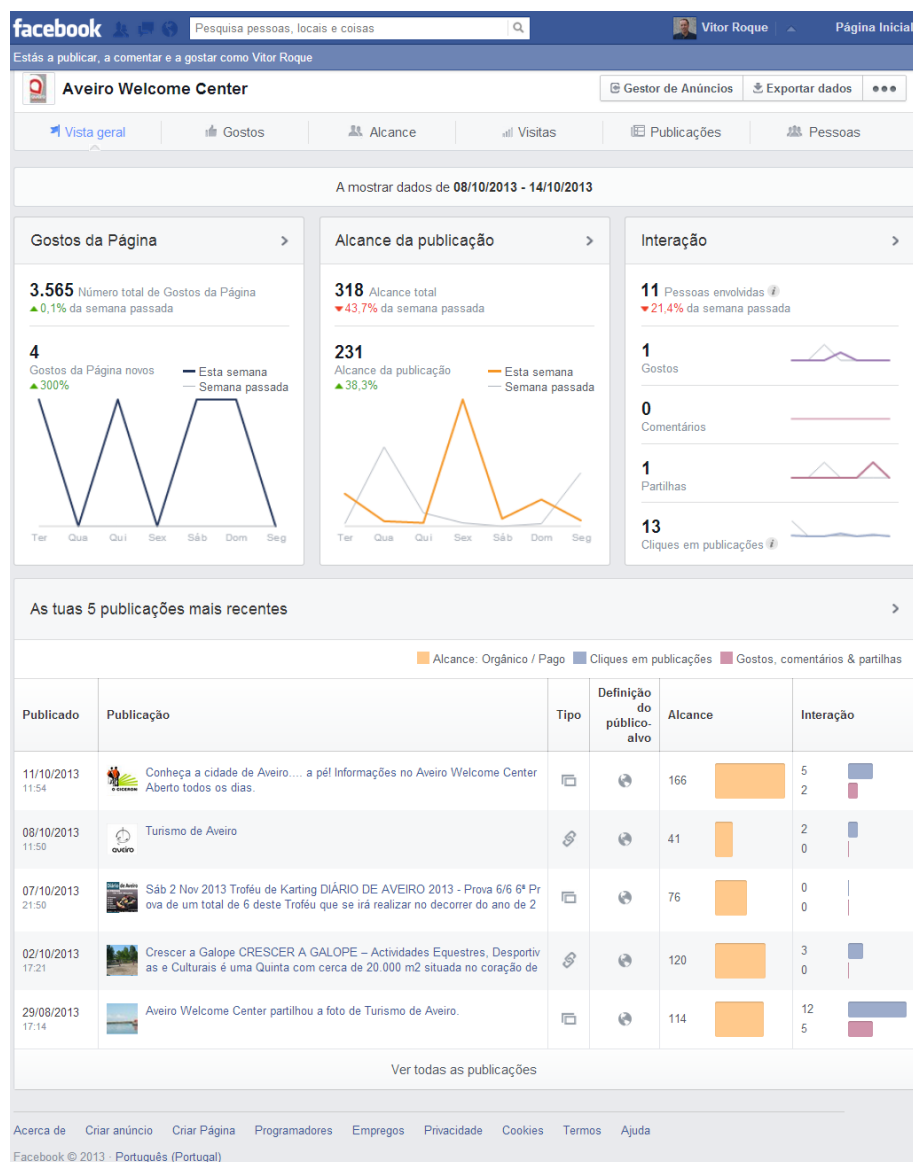 facebook
Pesquisa pessoas, locais e coisas
Vitor Roque
Página Inicial
Estás a publicar, a comentar e a gostar como Vitor Roque
Aveiro Welcome Center
Gestor de Anúncios
Exportar dados
Vista geral
Gostos
Alcance
Visitas
Publicações
Pessoas
A mostrar dados de 08/10/2013 - 14/10/2013
Gostos da Página
3.565 Número total de Gostos da Página
0,1% da semana passada
4
Gostos da Página novos
300%
Esta semana
Semana passada
Ter Qua Qui Sex Sáb Dom Seg
Alcance da publicação
318 Alcance total
43,7% da semana passada
231
Alcance da publicação
38,3%
Esta semana
Semana passada
Ter Qua Qui Sex Sáb Dom Seg
Interação
11 Pessoas envolvidas
21,4% da semana passada
1
Gostos
0
Comentários
1
Partilhas
13
Cliques em publicações
As tuas 5 publicações mais recentes
Alcance: Orgânico / Pago Cliques em publicações Gostos, comentários & partilhas
Publicado
Publicação
Tipo
Definição
do
público-
alvo
Alcance
Interação
11/10/2013
11:54
Conheça a cidade de Aveiro.... a pé! Informações no Aveiro Welcome Center
Aberto todos os dias.
166
5
2
08/10/2013
11:50
aveiro
Turismo de Aveiro
41
2
0
07/10/2013
21:50
Sáb 2 Nov 2013 Troféu de Karting DIÁRIO DE AVEIRO 2013 - Prova 6/6 6ª Pr
ova de um total de 6 deste Troféu que se irá realizar no decorrer do ano de 2
76
0
0
02/10/2013
17:21
Crescer a Galope CRESCER A GALOPE – Actividades Equestres, Desportiv
as e Culturais é uma Quinta com cerca de 20.000 m2 situada no coração de
120
3
0
29/08/2013
17:14
Aveiro Welcome Center partilhou a foto de Turismo de Aveiro.
114
12
5
Ver todas as publicações
Acerca de Criar anúncio Criar Página Programadores Empregos Privacidade Cookies Termos Ajuda
Facebook © 2013 · Português (Portugal)